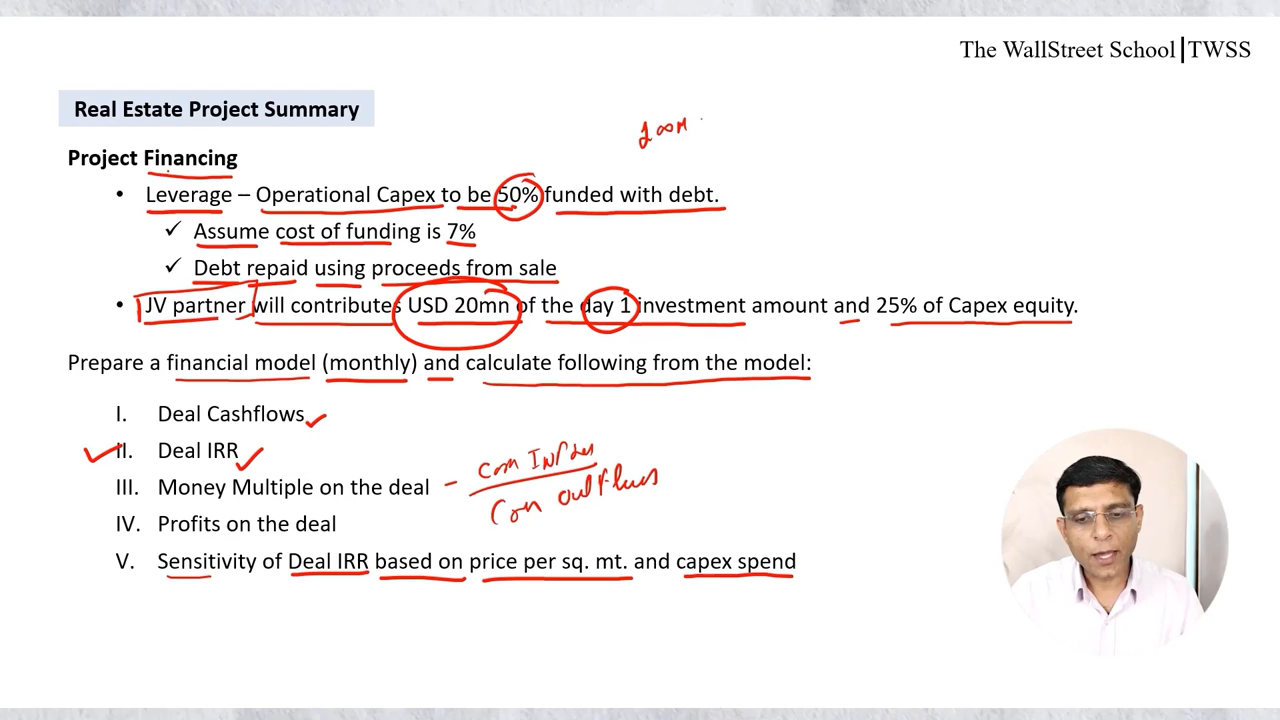 The WallStreet School|TWSS
Real Estate Project Summary
Project Financing
• Leverage – Operational Capex to be 50% funded with debt.
✓ Assume cost of funding is 7%
✓ Debt repaid using proceeds from sale
• JV partner will contributes USD 20mn of the day 1 investment amount and 25% of Capex equity.
Prepare a financial model (monthly) and calculate following from the model:
I. Deal Cashflows
II. Deal IRR
III. Money Multiple on the deal
IV. Profits on the deal
V. Sensitivity of Deal IRR based on price per sq. mt. and capex spend